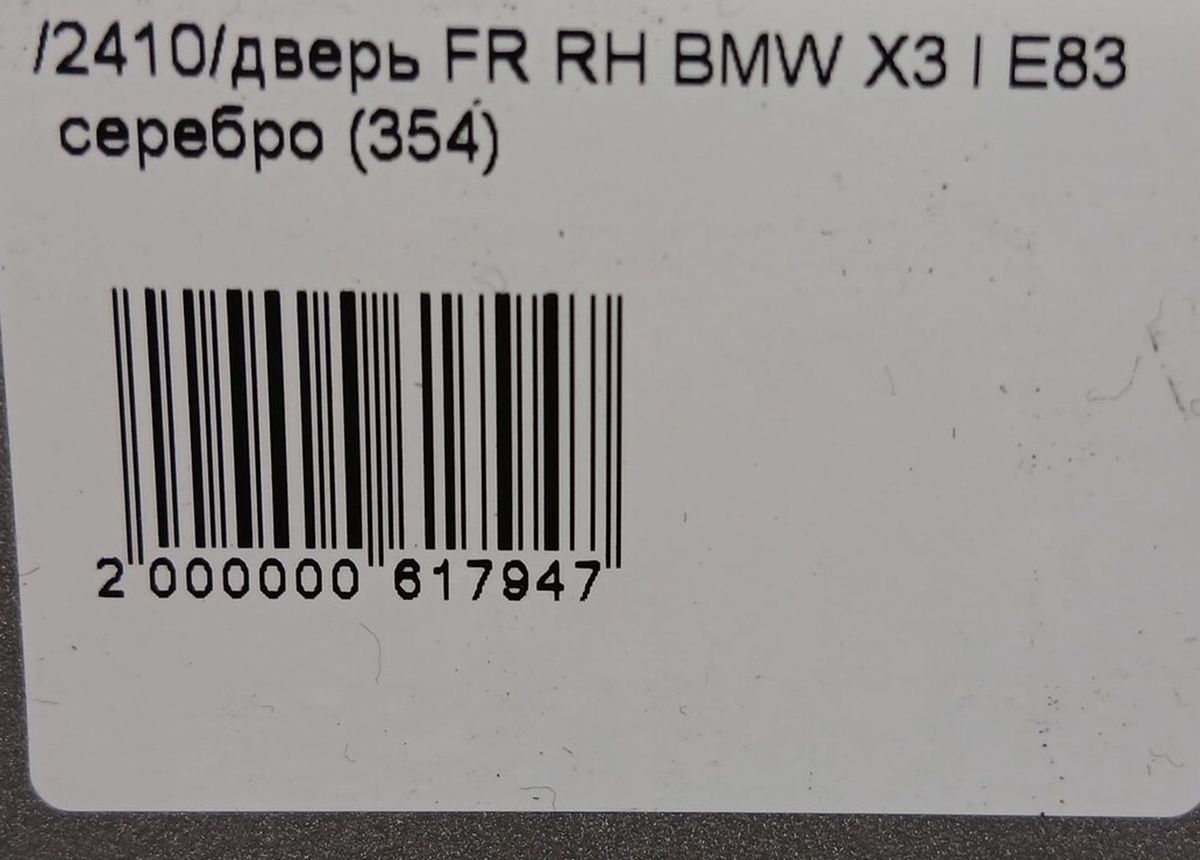 /2410/дверь FR RH BMW X3 I E83
серебро (354)
2 000000 617947